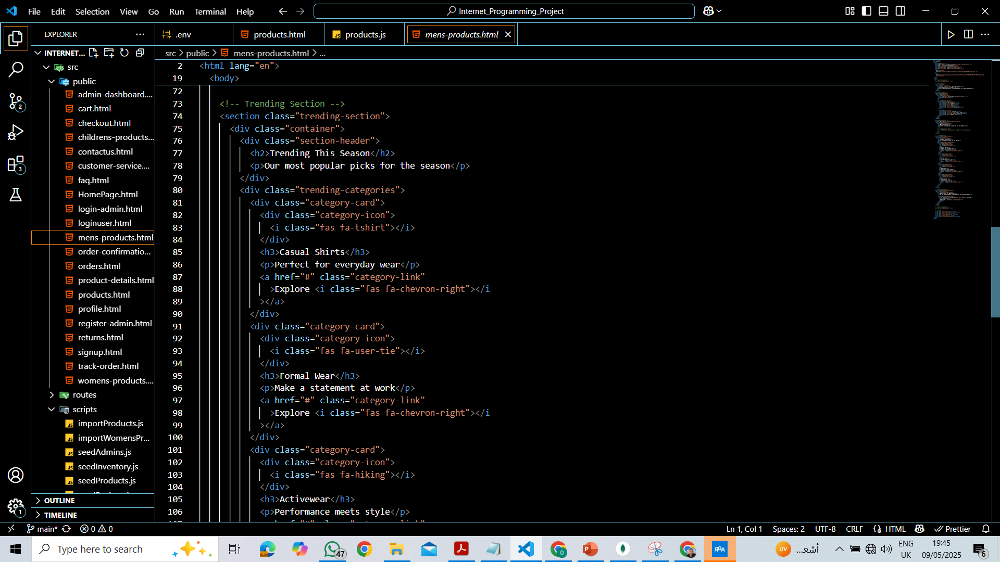 File Edit Selection View Go Run Terminal Help
Internet_Programming_Project
EXPLORER
.env
products.html
products.js
mens-products.html
INTERNET...
src > public > mens-products.html > ...
src
public
admin-dashboard....
cart.html
checkout.html
childrens-products...
contactus.html
customer-service....
faq.html
HomePage.html
login-admin.html
loginuser.html
mens-products.html
order-confirmatio...
orders.html
product-details.html
products.html
profile.html
register-admin.html
returns.html
signup.html
track-order.html
womens-products....
routes
scripts
importProducts.js
importWomensPr...
seedAdmins.js
seedInventory.js
seedProducts.js
OUTLINE
TIMELINE
2
3
1
2 <html lang="en">
19 <body>
72
73 <!-- Trending Section -->
74 <section class="trending-section">
75 <div class="container">
76 <div class="section-header">
77 <h2>Trending This Season</h2>
78 <p>Our most popular picks for the season</p>
79 </div>
80 <div class="trending-categories">
81 <div class="category-card">
82 <div class="category-icon">
83 <i class="fas fa-tshirt"></i>
84 </div>
85 <h3>Casual Shirts</h3>
86 <p>Perfect for everyday wear</p>
87 <a href="#" class="category-link"
88 >Explore <i class="fas fa-chevron-right"></i
89 ></a>
90 </div>
91 <div class="category-card">
92 <div class="category-icon">
93 <i class="fas fa-user-tie"></i>
94 </div>
95 <h3>Formal Wear</h3>
96 <p>Make a statement at work</p>
97 <a href="#" class="category-link"
98 >Explore <i class="fas fa-chevron-right"></i
99 ></a>
100 </div>
101 <div class="category-card">
102 <div class="category-icon">
103 <i class="fas fa-hiking"></i>
104 </div>
105 <h3>Activewear</h3>
106 <p>Performance meets style</p>
main* 0 0
Ln 1, Col 1 Spaces: 2 UTF-8 CRLF HTML Prettier
Type here to search
47
UV
أشعـ...
ENG
UK
19:45
09/05/2025
6